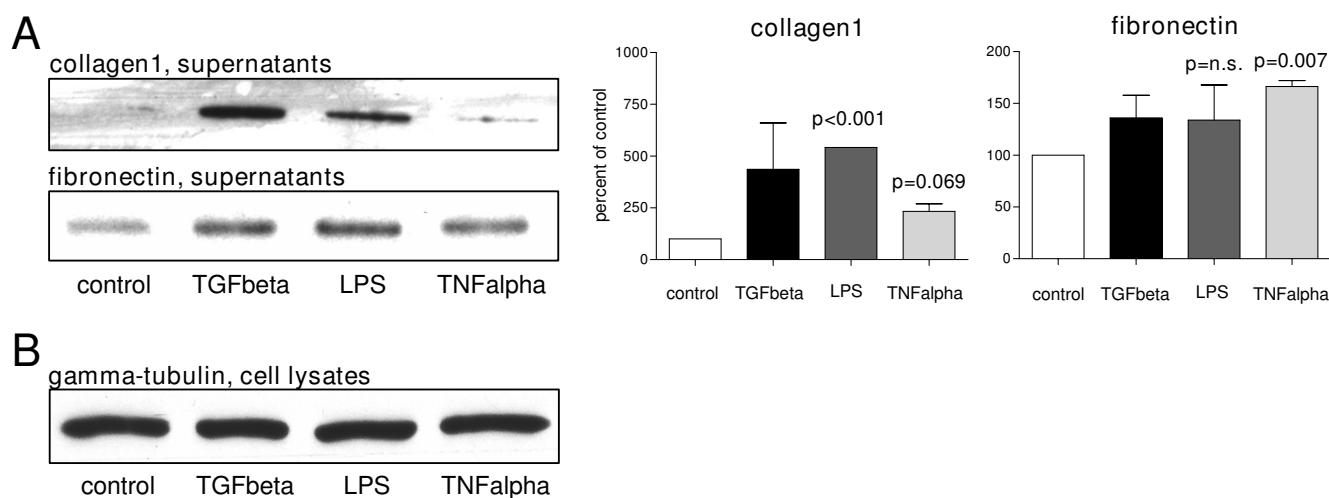 A
collagen1, supernatants
fibronectin, supernatants
control TGFbeta LPS TNFalpha
collagen1
percent of control
1000
750
500
250
0
p<0.001
p=0.069
control TGFbeta LPS TNFalpha
fibronectin
200
150
100
50
0
p=n.s. p=0.007
control TGFbeta LPS TNFalpha
B
gamma-tubulin, cell lysates
control TGFbeta LPS TNFalpha